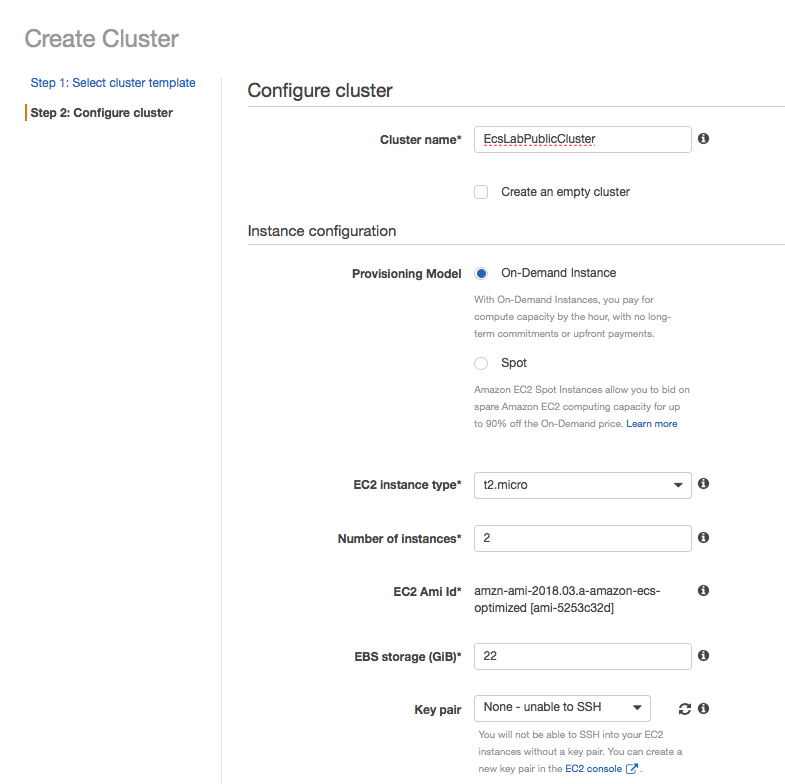 Create Cluster
Step 1: Select cluster template
Step 2: Configure cluster
Configure cluster
Cluster name* EcsLabPublicCluster
Create an empty cluster
Instance configuration
Provisioning Model On-Demand Instance
With On-Demand Instances, you pay for
compute capacity by the hour, with no long-
term commitments or upfront payments.
Spot
Amazon EC2 Spot Instances allow you to bid on
spare Amazon EC2 computing capacity for up
to 90% off the On-Demand price. Learn more
EC2 instance type* t2.micro
Number of instances* 2
EC2 Ami Id* amzn-ami-2018.03.a-amazon-ecs-
optimized [ami-5253c32d]
EBS storage (GiB)* 22
Key pair None - unable to SSH
You will not be able to SSH into your EC2
instances without a key pair. You can create a
new key pair in the EC2 console .